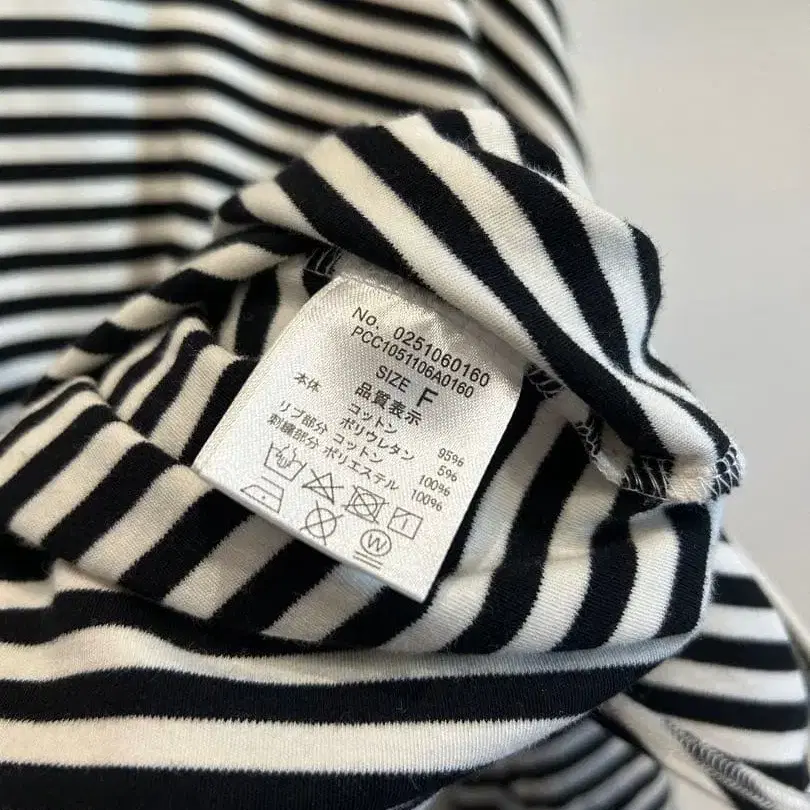 No. 0251060160
PCC1051106A0160
SIZE F
品質表示
本体 コットン 95%
ポリウレタン 5%
リブ部分 コットン 100%
刺繍部分 ポリエステル 100%
W